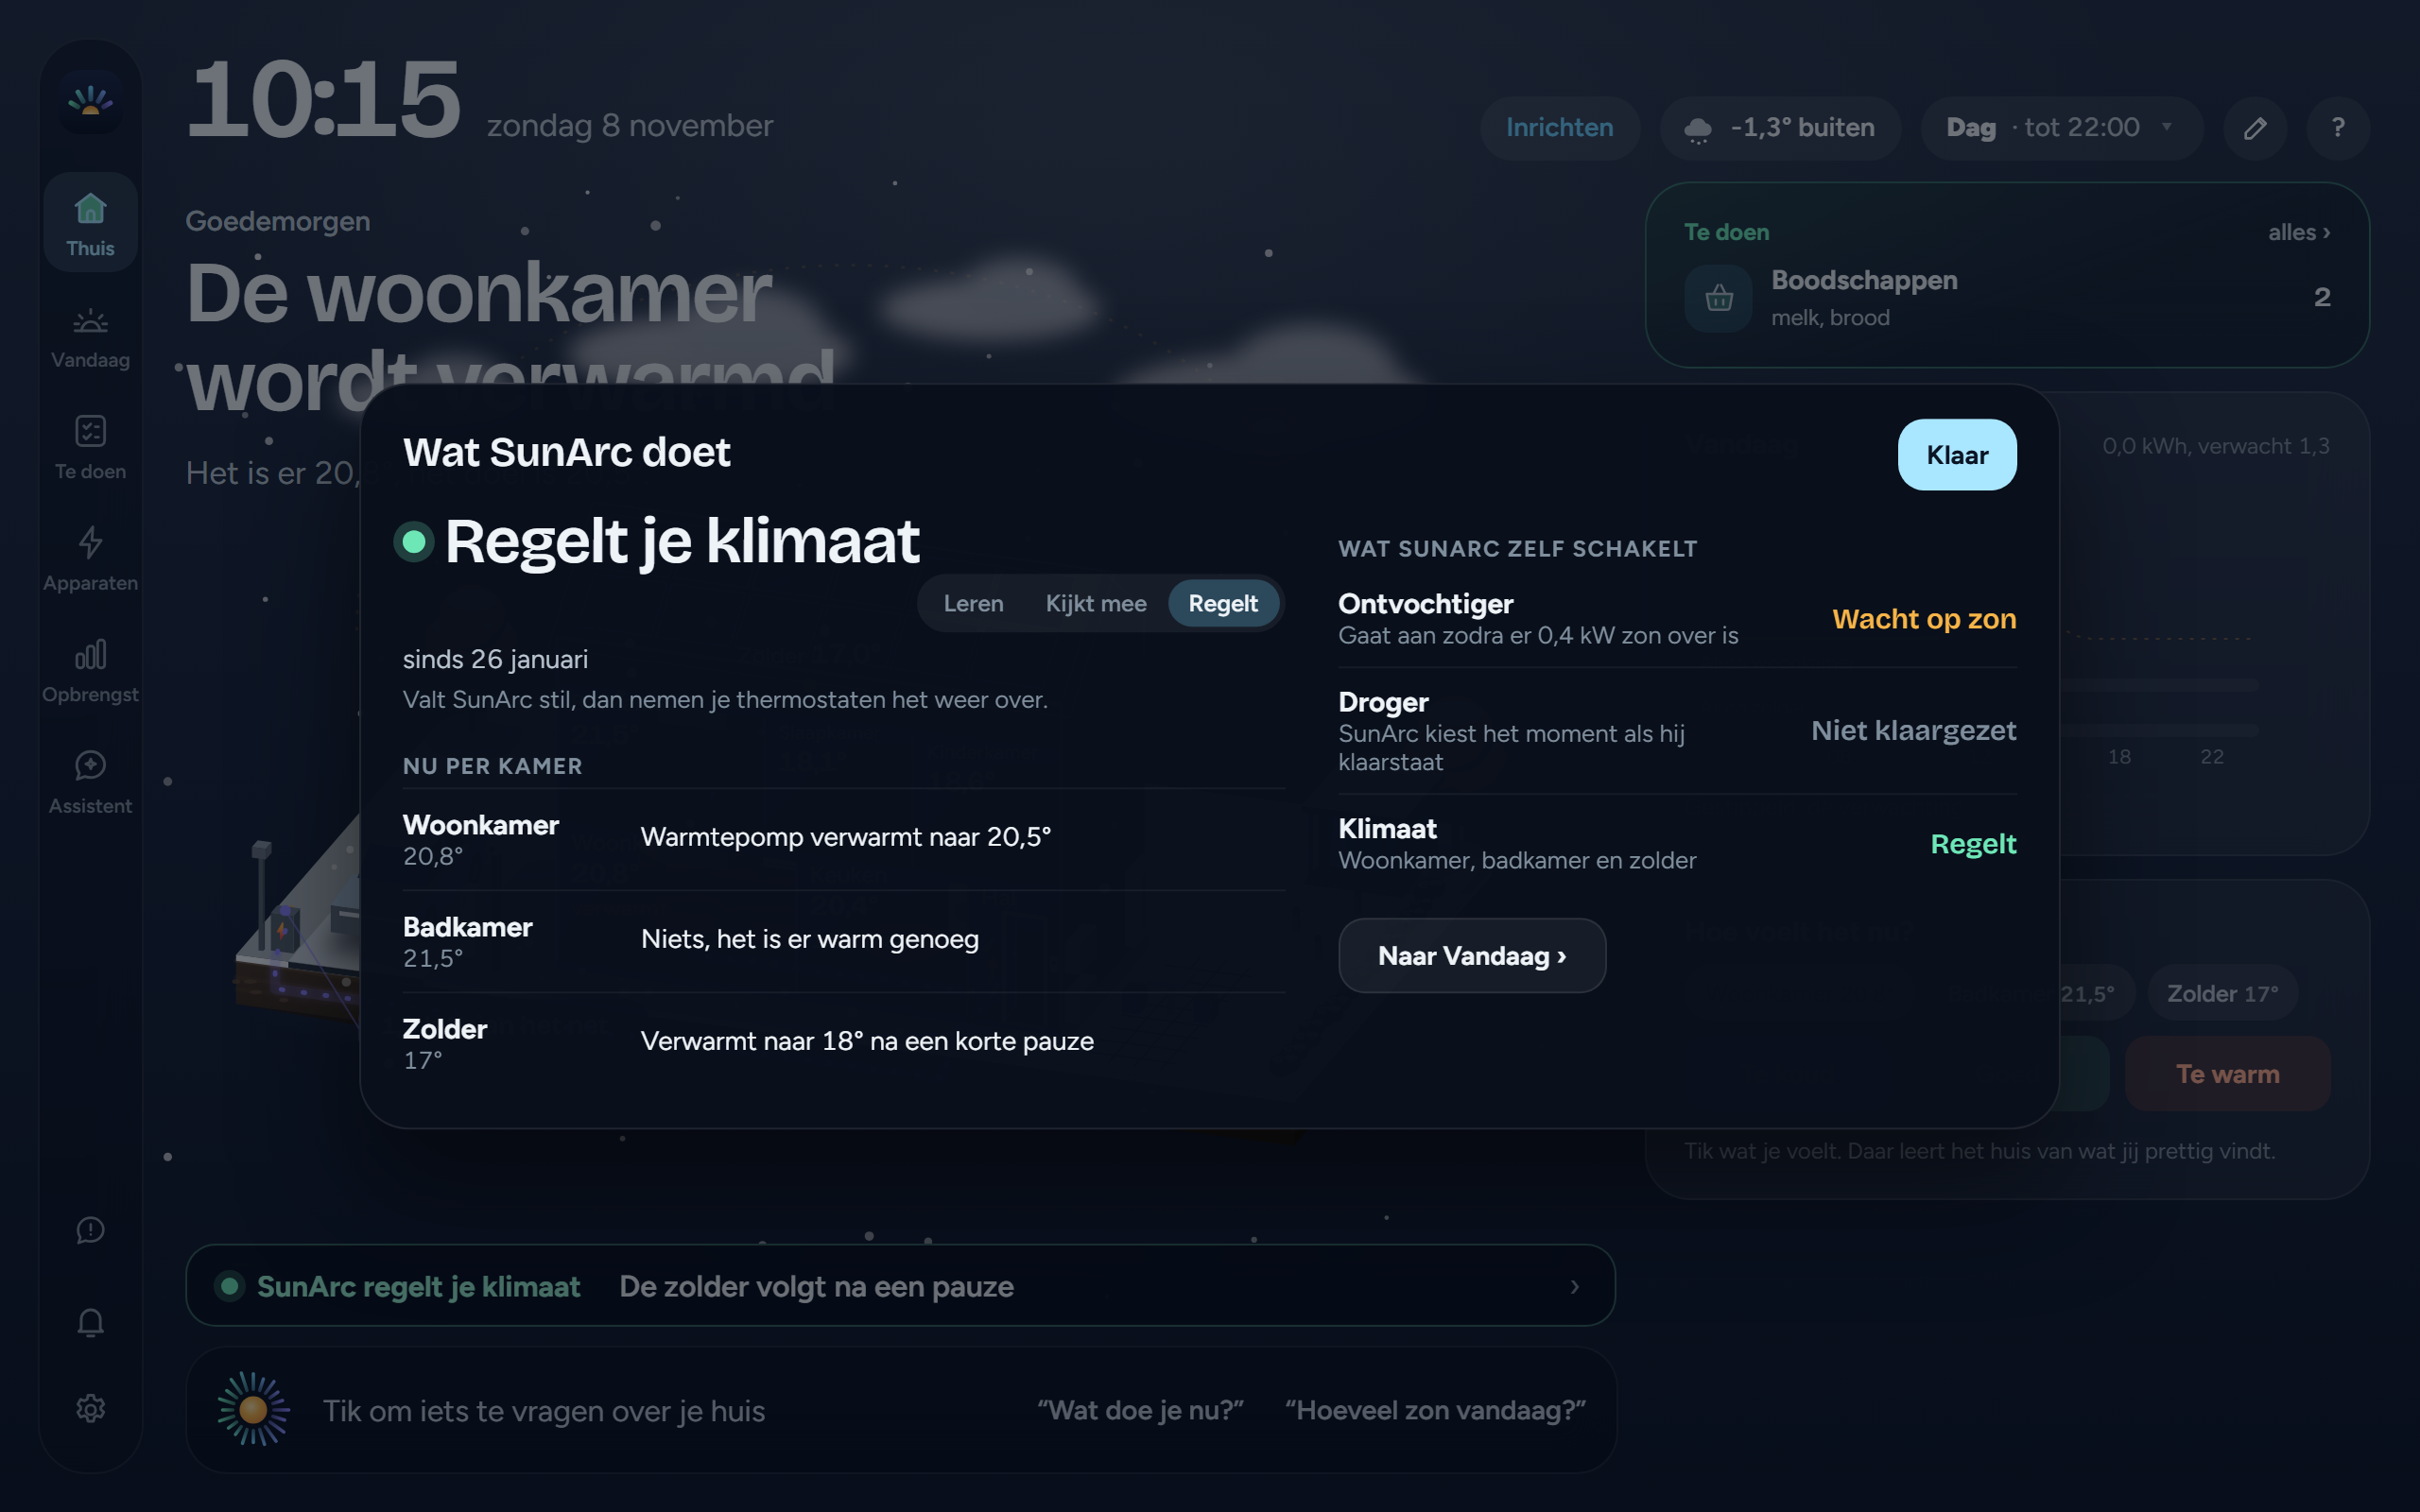 10:15 zondag 8 november
Inrichten
-1,3° buiten
Dag · tot 22:00
?
Thuis
Vandaag
Te doen
Apparaten
Opbrengst
Assistent
Goedemorgen
De woonkamer
wordt verwarmd
Het is er 20,
Te doen
alles ›
Boodschappen
melk, brood
2
Vandaag
0,0 kWh, verwacht 1,3
18 22
Wat SunArc doet
Klaar
Regelt je klimaat
Leren Kijkt mee Regelt
sinds 26 januari
Valt SunArc stil, dan nemen je thermostaten het weer over.
NU PER KAMER
Woonkamer
20,8°
Warmtepomp verwarmt naar 20,5°
Badkamer
21,5°
Niets, het is er warm genoeg
Zolder
17°
Verwarmt naar 18° na een korte pauze
WAT SUNARC ZELF SCHAKELT
Ontvochtiger
Gaat aan zodra er 0,4 kW zon over is
Wacht op zon
Droger
SunArc kiest het moment als hij
klaarstaat
Niet klaargezet
Klimaat
Woonkamer, badkamer en zolder
Regelt
Naar Vandaag ›
21,5°
Zolder 17°
Te warm
Tik wat je voelt. Daar leert het huis van wat jij prettig vindt.
SunArc regelt je klimaat De zolder volgt na een pauze ›
Tik om iets te vragen over je huis
“Wat doe je nu?” “Hoeveel zon vandaag?”